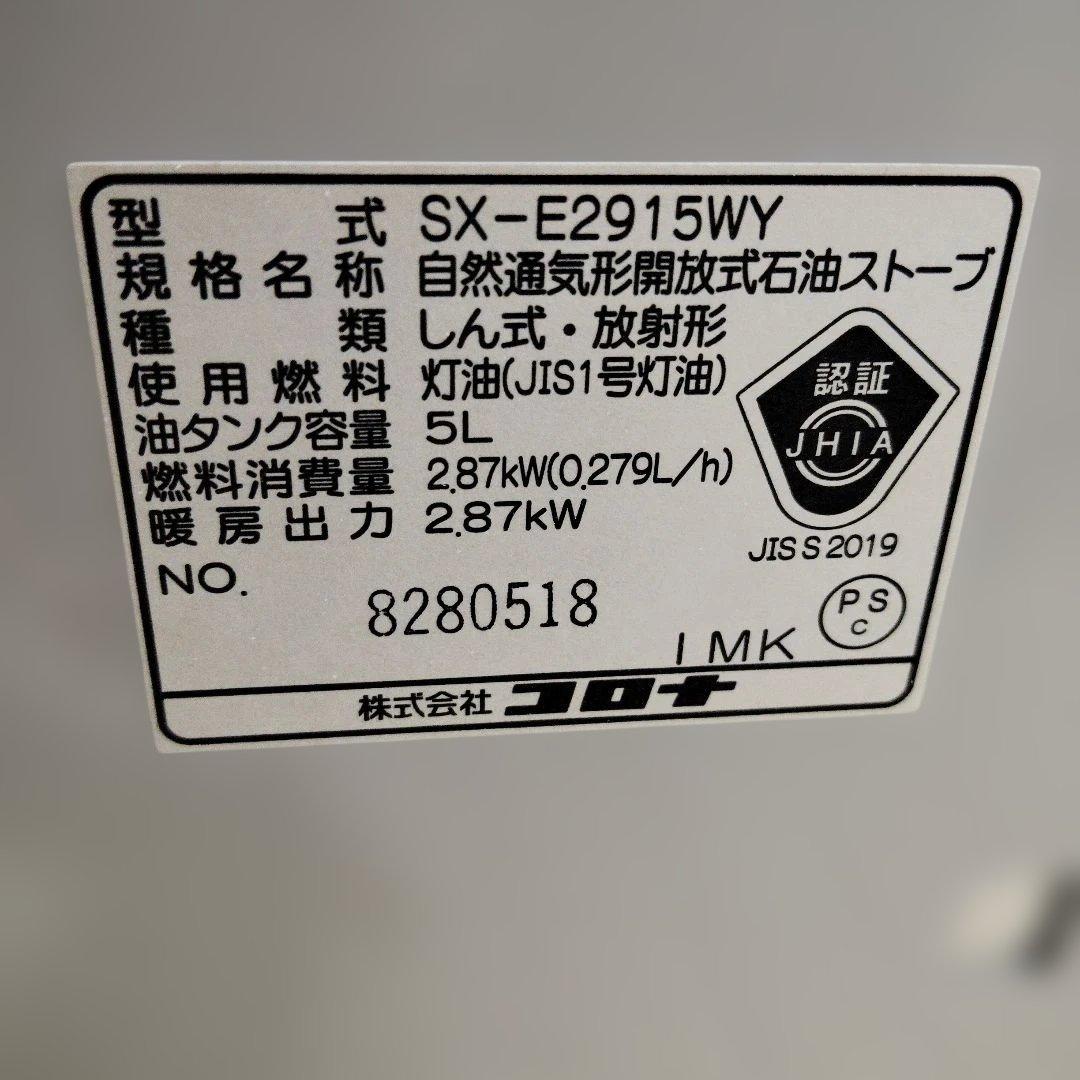 型式 SX-E2915WY
規格名称 自然通気形開放式石油ストーブ
種類 しん式・放射形
使用燃料 灯油(JIS1号灯油)
油タンク容量 5L
燃料消費量 2.87kW(0.279L/h)
暖房出力 2.87kW
認証
JHIA
JIS S 2019
NO. 8280518
IMK
PS
C
株式会社 コロナ